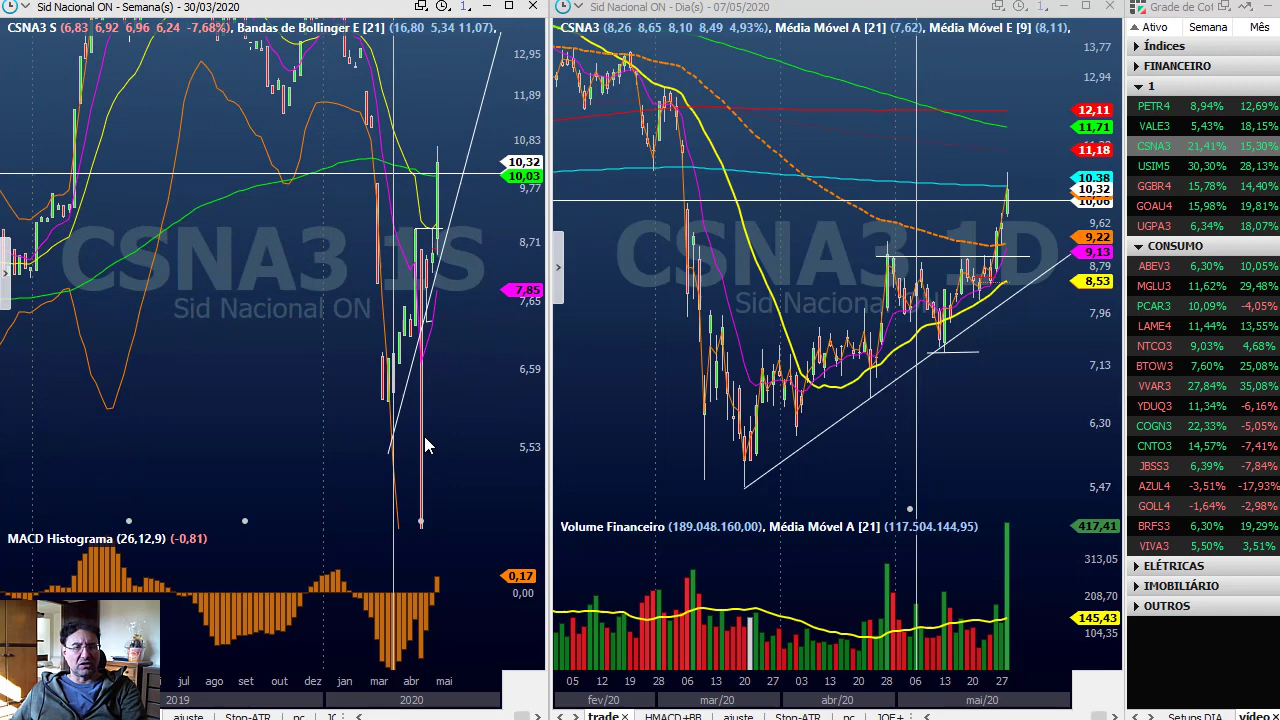 Sid Nacional ON - Semana(s) - 30/03/2020
CSNA3 S (6,83 6,92 6,96 6,24 -7,68%), Bandas de Bollinger E [21] (16,80 5,34 11,07),
12,95
11,89
10,83
10,32
10,03
9,77
8,71
7,85
7,65
6,59
5,53
CSNA3 1S
Sid Nacional ON
MACD Histograma (26,12,9) (-0,81)
0,17
0,00
jul ago set out dez jan mar abr mai
2019 2020
ajuste Stop-ATR pc
Sid Nacional ON - Dia(s) - 07/05/2020
CSNA3 (8,26 8,65 8,10 8,49 4,93%), Média Móvel A [21] (7,62), Média Móvel E [9] (8,11),
13,77
12,94
12,11
11,71
11,18
10,38
10,32
10,00
9,62
9,22
9,13
8,79
8,53
7,96
7,13
6,30
5,47
CSNA3 1D
Sid Nacional
Volume Financeiro (189.048.160,00), Média Móvel A [21] (117.504.144,95)
417,41
313,05
208,70
145,43
104,35
05 12 19 28 06 13 20 27 03 09 16 23 28 06 13 20 27
fev/20 mar/20 abr/20 mai/20
trade HMACD+BB ajuste Stop-ATR pc JOE+
Grade de Cot
Ativo Semana Mês
Índices
FINANCEIRO
1
PETR4 8,94% 12,69%
VALE3 5,43% 18,15%
CSNA3 21,41% 15,30%
USIM5 30,30% 28,13%
GGBR4 15,78% 14,40%
GOAU4 15,98% 19,81%
UGPA3 6,34% 18,07%
CONSUMO
ABEV3 6,30% 10,05%
MGLU3 11,62% 29,48%
PCAR3 10,09% -4,05%
LAME4 11,44% 13,55%
NTCO3 9,03% 4,68%
BTOW3 7,60% 25,08%
VVAR3 27,84% 35,08%
YDUQ3 11,34% -6,16%
COGN3 22,33% -5,05%
CNTO3 14,57% -7,41%
JBSS3 6,39% -7,84%
AZUL4 -3,51% -17,93%
GOLL4 -1,64% -2,98%
BRFS3 6,30% 19,29%
VIVA3 5,50% 3,51%
ELÉTRICAS
IMOBILIÁRIO
OUTROS
Setups DIA vídeo